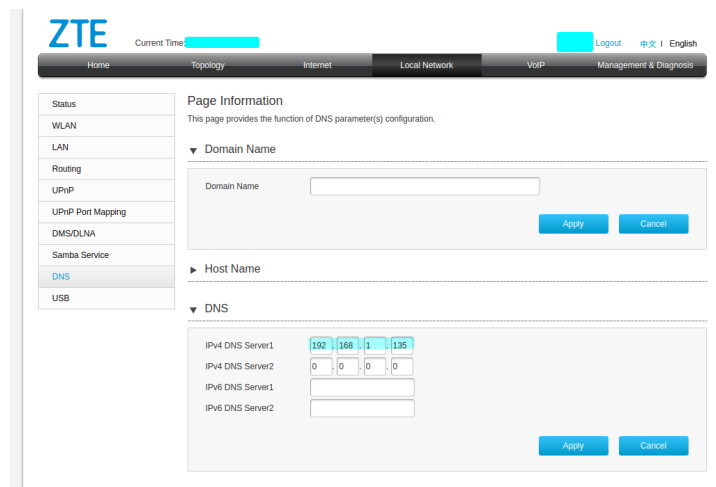 ZTE
Current Time:
Logout 中文 | English
Home Topology Internet Local Network VoIP Management & Diagnosis
Status
WLAN
LAN
Routing
UPnP
UPnP Port Mapping
DMS/DLNA
Samba Service
DNS
USB
Page Information
This page provides the function of DNS parameter(s) configuration.
Domain Name
Domain Name
Apply Cancel
Host Name
DNS
IPv4 DNS Server1 192 . 168 . 1 . 135
IPv4 DNS Server2 0 . 0 . 0 . 0
IPv6 DNS Server1
IPv6 DNS Server2
Apply Cancel